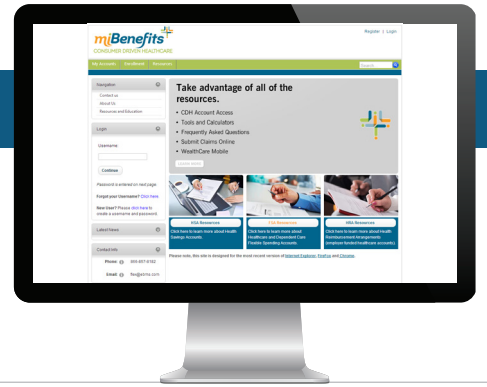 Register | Login
miBenefits
CONSUMER DRIVEN HEALTHCARE
My Accounts Enrollment Resources
Search
Navigation
Contact us
About Us
Resources and Education
Login
Username
Continue
Password is entered on next page.
Forgot your Username? Click here.
New User? Please click here to
create a username and password.
Latest News
Contact Info
Phone
Email
Take advantage of all of the
resources.
• CDH Account Access
• Tools and Calculators
• Frequently Asked Questions
• Submit Claims Online
• WealthCare Mobile
HSA Resources
Click here to learn more about Health
Savings Accounts.
FSA Resources
Click here to learn more about
Healthcare and Dependent Care
Flexible Spending Accounts.
HRA Resources
Click here to learn more about Health
Reimbursement Arrangements
(employer-funded healthcare accounts)
Please note, this site is designed for the most recent version of Internet Explorer, FireFox and Chrome.